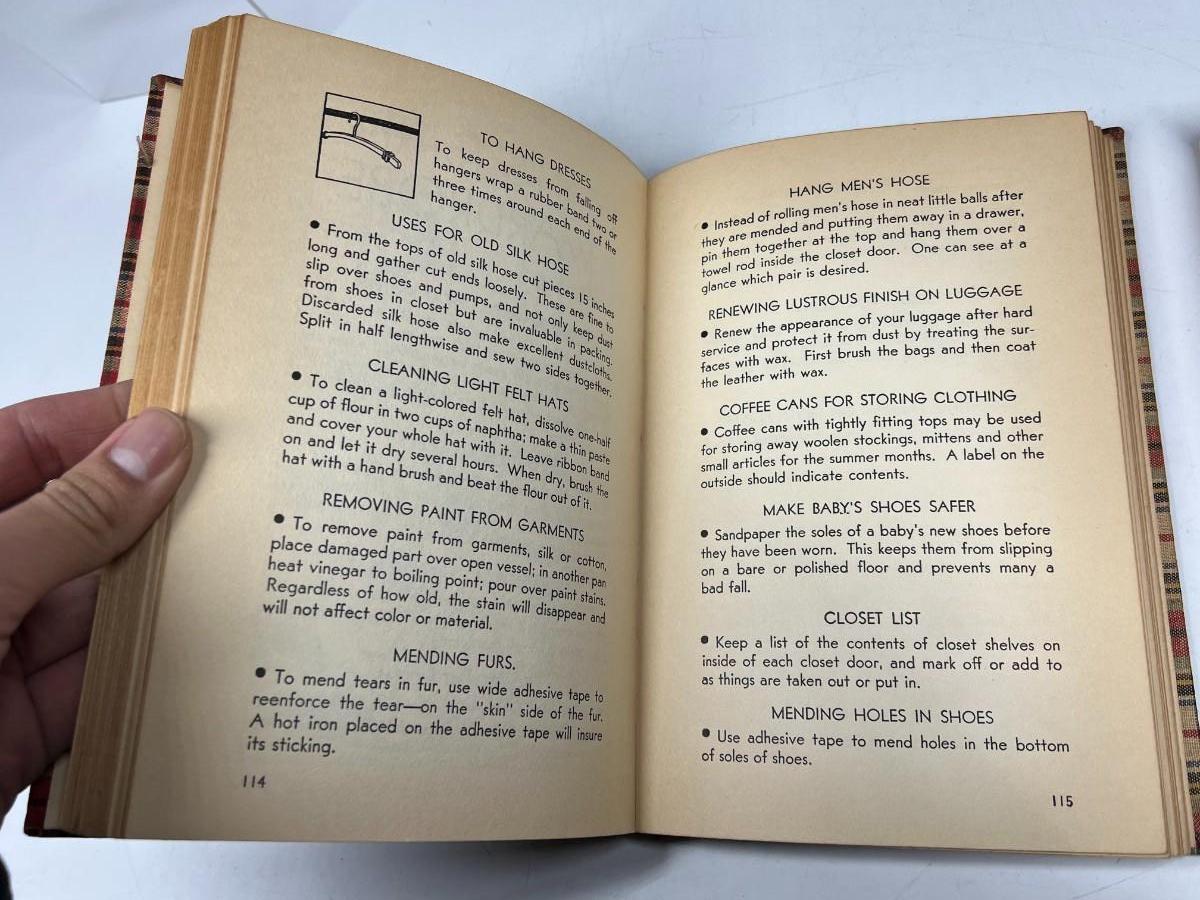 TO HANG DRESSES
To keep dresses from falling off
hangers wrap a rubber band two or
three times around each end of the
hanger.
USES FOR OLD SILK HOSE
• From the tops of old silk hose cut pieces 15 inches
long and gather cut ends loosely. These are fine to
slip over shoes and pumps, and not only keep dust
from shoes in closet but are invaluable in packing.
Discarded silk hose also make excellent dustcloths.
Split in half lengthwise and sew two sides together.
CLEANING LIGHT FELT HATS
• To clean a light-colored felt hat, dissolve one-half
cup of flour in two cups of naphtha; make a thin paste
and cover your whole hat with it. Leave ribbon band
on and let it dry several hours. When dry, brush the
hat with a hand brush and beat the flour out of it.
REMOVING PAINT FROM GARMENTS
• To remove paint from garments, silk or cotton,
place damaged part over open vessel; in another pan
heat vinegar to boiling point; pour over paint stains.
Regardless of how old, the stain will disappear and
will not affect color or material.
MENDING FURS.
• To mend tears in fur, use wide adhesive tape to
reenforce the tear—on the "skin" side of the fur.
A hot iron placed on the adhesive tape will insure
its sticking.
114
HANG MEN'S HOSE
• Instead of rolling men's hose in neat little balls after
they are mended and putting them away in a drawer,
pin them together at the top and hang them over a
towel rod inside the closet door. One can see at a
glance which pair is desired.
RENEWING LUSTROUS FINISH ON LUGGAGE
• Renew the appearance of your luggage after hard
service and protect it from dust by treating the sur-
faces with wax. First brush the bags and then coat
the leather with wax.
COFFEE CANS FOR STORING CLOTHING
• Coffee cans with tightly fitting tops may be used
for storing away woolen stockings, mittens and other
small articles for the summer months. A label on the
outside should indicate contents.
MAKE BABY'S SHOES SAFER
• Sandpaper the soles of a baby's new shoes before
they have been worn. This keeps them from slipping
on a bare or polished floor and prevents many a
bad fall.
CLOSET LIST
• Keep a list of the contents of closet shelves on
inside of each closet door, and mark off or add to
as things are taken out or put in.
MENDING HOLES IN SHOES
• Use adhesive tape to mend holes in the bottom
of soles of shoes.
115